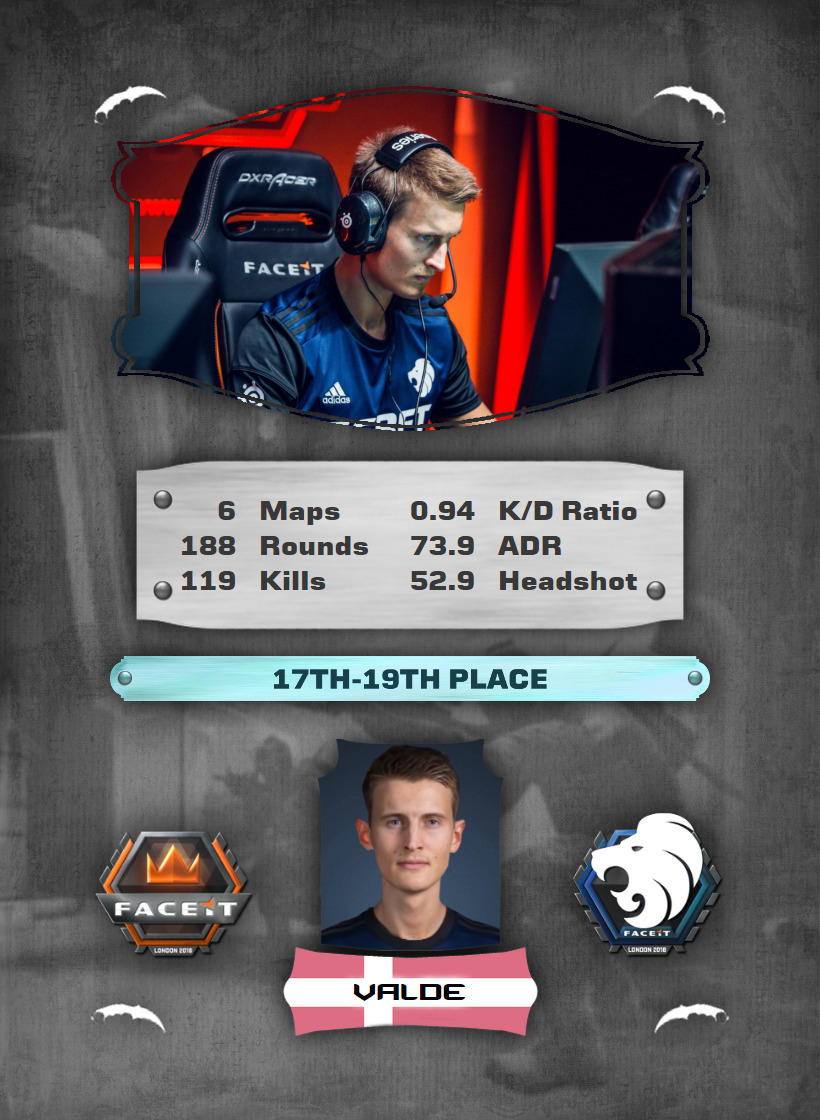 eries
DXRACER
FACEIT
adidas
6 Maps 0.94 K/D Ratio
188 Rounds 73.9 ADR
119 Kills 52.9 Headshot
17TH-19TH PLACE
FACEIT
LONDON 2018
FACEIT
LONDON 2018
VALDE